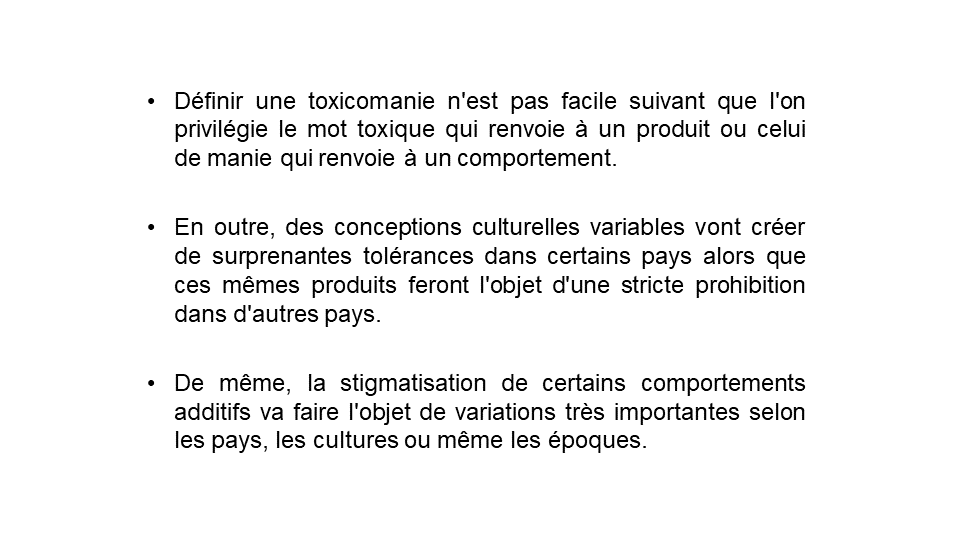 • Définir une toxicomanie n'est pas facile suivant que l'on
privilégie le mot toxique qui renvoie à un produit ou celui
de manie qui renvoie à un comportement.
• En outre, des conceptions culturelles variables vont créer
de surprenantes tolérances dans certains pays alors que
ces mêmes produits feront l'objet d'une stricte prohibition
dans d'autres pays.
• De même, la stigmatisation de certains comportements
additifs va faire l'objet de variations très importantes selon
les pays, les cultures ou même les époques.